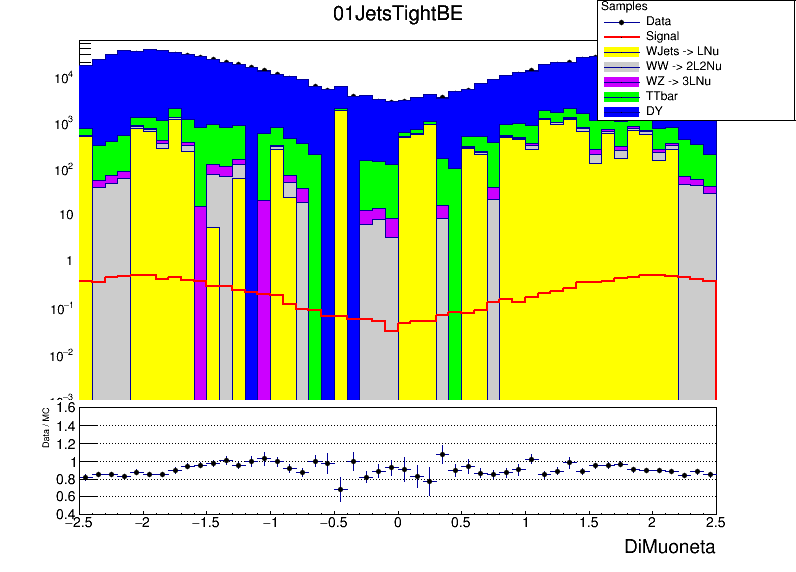 01JetsTightBE
Samples
Data
Signal
WJets -> LNu
WW -> 2L2Nu
WZ -> 3LNu
TTbar
DY
10^4
10^3
10^2
10
1
10^-1
10^-2
Data / MC
1.6
1.4
1.2
1
0.8
0.6
0.4
−2.5 −2 −1.5 −1 −0.5 0 0.5 1 1.5 2 2.5
DiMuoneta